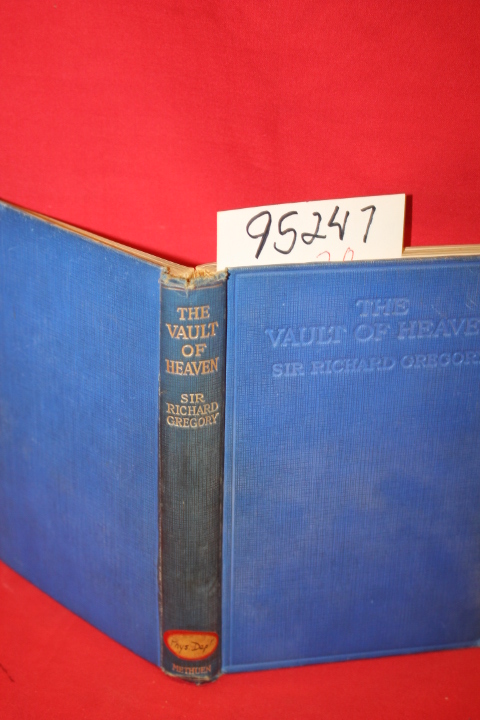 95247
THE
VAULT
OF
HEAVEN
SIR
RICHARD
GREGORY
METHUEN
THE
VAULT OF HEAVE
SIR RICHARD GREGOR